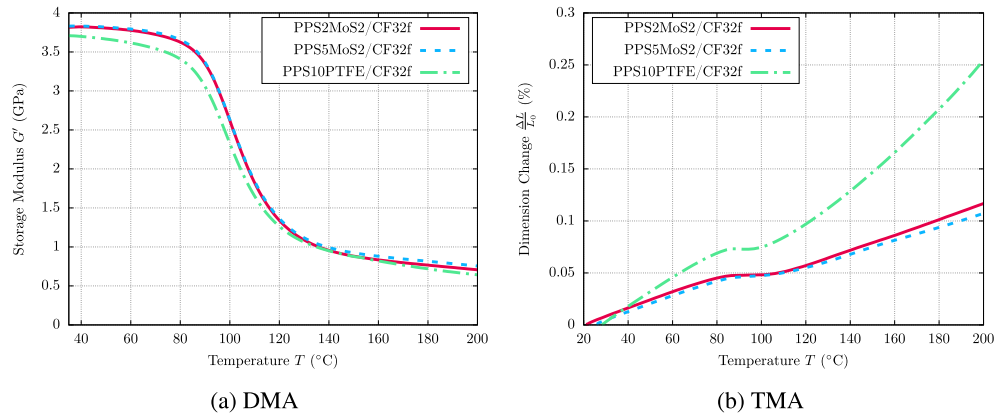 PPS2MoS2/CF32f
PPS5MoS2/CF32f
PPS10PTFE/CF32f
Storage Modulus G′ (GPa)
4
3.5
3
2.5
2
1.5
1
0.5
0
40 60 80 100 120 140 160 180 200
Temperature T (°C)
(a) DMA
PPS2MoS2/CF32f
PPS5MoS2/CF32f
PPS10PTFE/CF32f
Dimension Change ΔL/L₀ (%)
0.3
0.25
0.2
0.15
0.1
0.05
0
20 40 60 80 100 120 140 160 180 200
Temperature T (°C)
(b) TMA